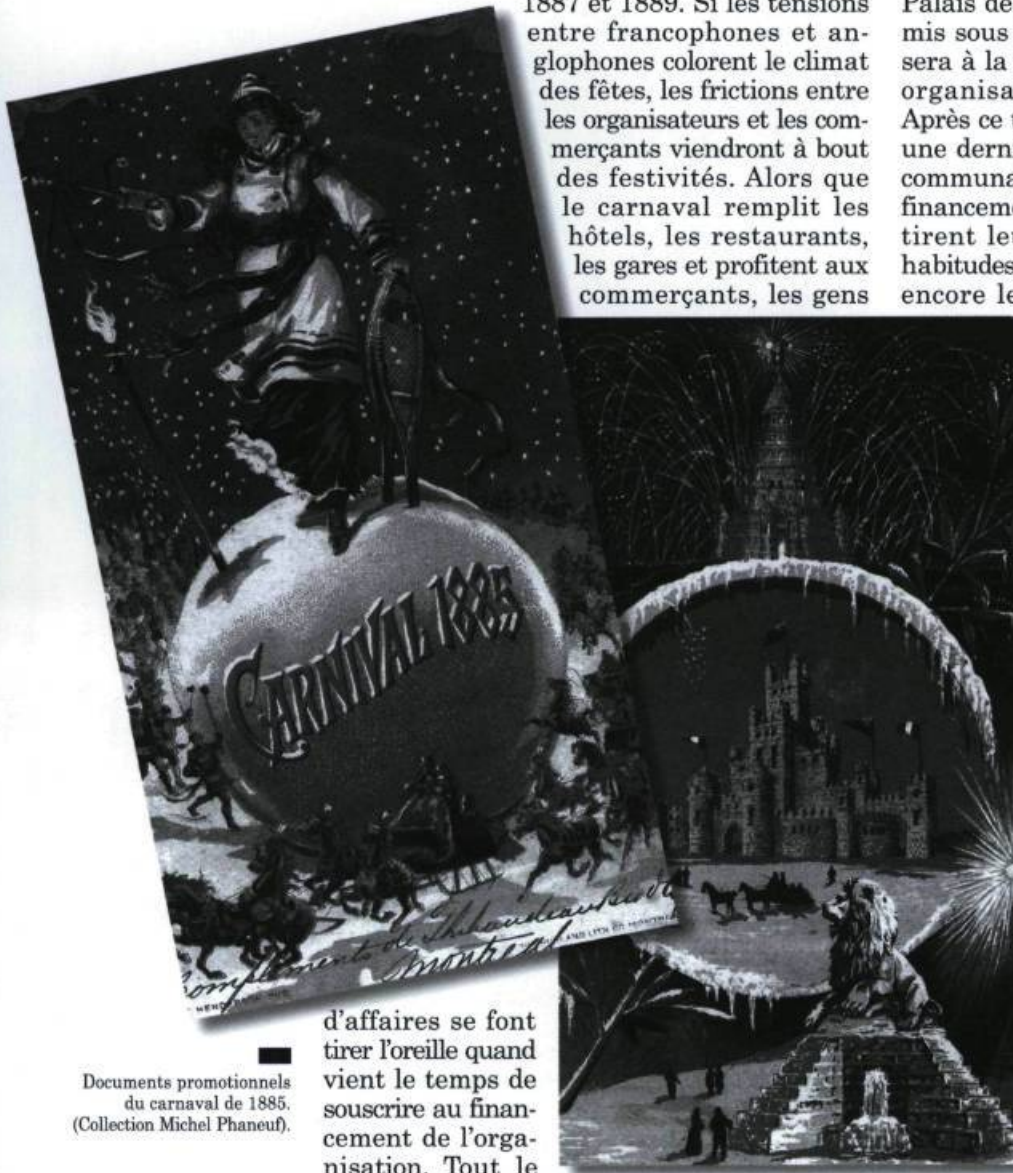 1887 et 1889. Si les tensions
entre francophones et an-
glophones colorent le climat
des fêtes, les frictions entre
les organisateurs et les com-
merçants viendront à bout
des festivités. Alors que
le carnaval remplit les
hôtels, les restaurants,
les gares et profitent aux
commerçants, les gens
d'affaires se font
tirer l'oreille quand
vient le temps de
souscrire au finan-
cement de l'orga-
nisation. Tout le
Palais de
mis sous
sera à la
organisa
Après ce
une dern
communa
financeme
tirent leu
habitudes
encore le
CARNIVAL 1885
Compliments de Thibaudeau
Montreal
Documents promotionnels
du carnaval de 1885.
(Collection Michel Phaneuf).